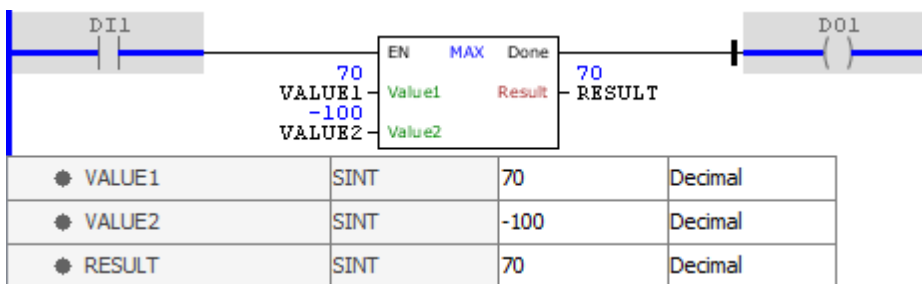 DI1 DO1
EN MAX Done
70 70
VALUE1 Value1 Result RESULT
-100
VALUE2 Value2
VALUE1 SINT 70 Decimal
VALUE2 SINT -100 Decimal
RESULT SINT 70 Decimal